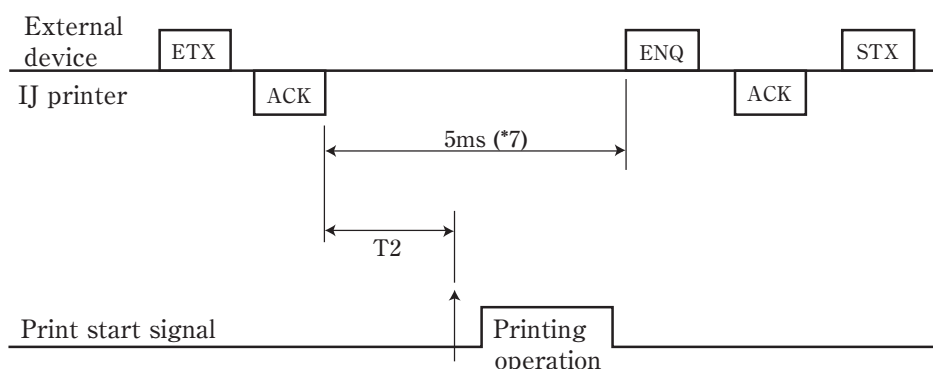 External
device
ETX
ENQ
STX
IJ printer
ACK
ACK
5ms (*7)
T2
Print start signal
Printing
operation